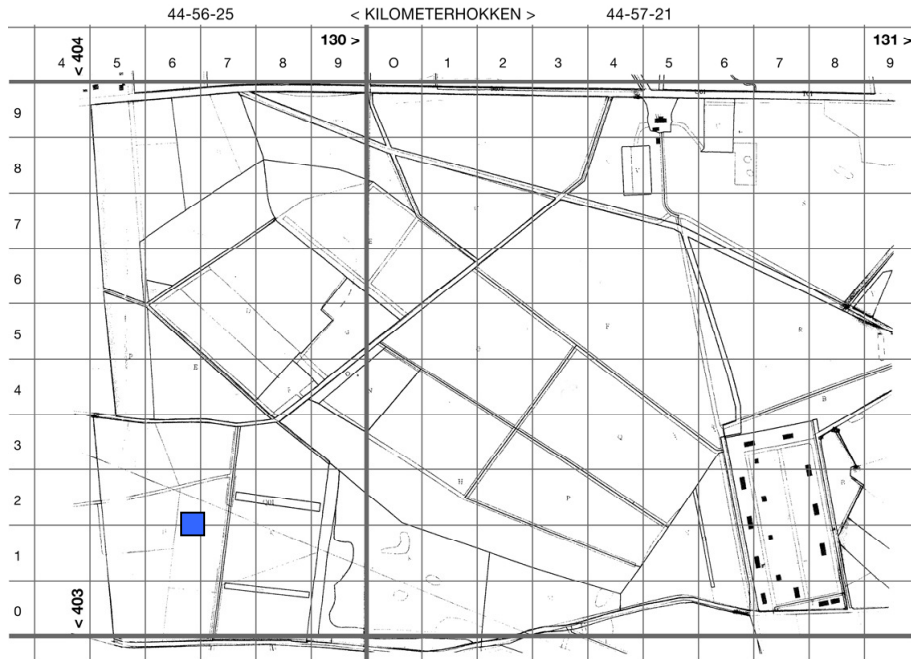 44-56-25 < KILOMETERHOKKEN > 44-57-21
< 404 130 > 131 >
4 5 6 7 8 9 O 1 2 3 4 5 6 7 8 9
9
8
7
6
F
5
R
E
4
R
3
Q
H
P
2
R
1
0
< 403